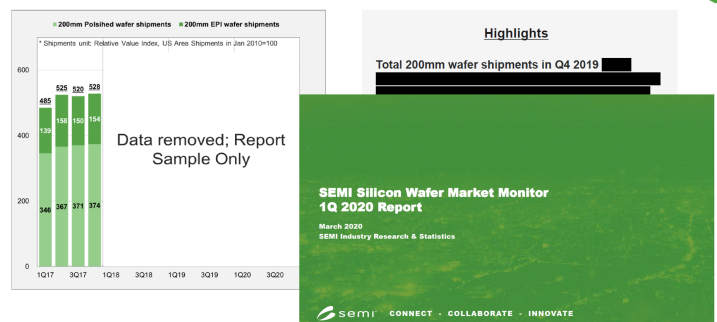 200mm Polsihed wafer shipments 200mm EPI wafer shipments
* Shipments unit: Relative Value Index, US Area Shipments in Jan 2010=100
600
400
200
0
485
525
520
528
139
158
150
154
346
367
371
374
1Q17
3Q17
1Q18
3Q18
1Q19
3Q19
1Q20
3Q20
Data removed; Report
Sample Only
Highlights
Total 200mm wafer shipments in Q4 2019
SEMI Silicon Wafer Market Monitor
1Q 2020 Report
March 2020
SEMI Industry Research & Statistics
semi CONNECT - COLLABORATE - INNOVATE